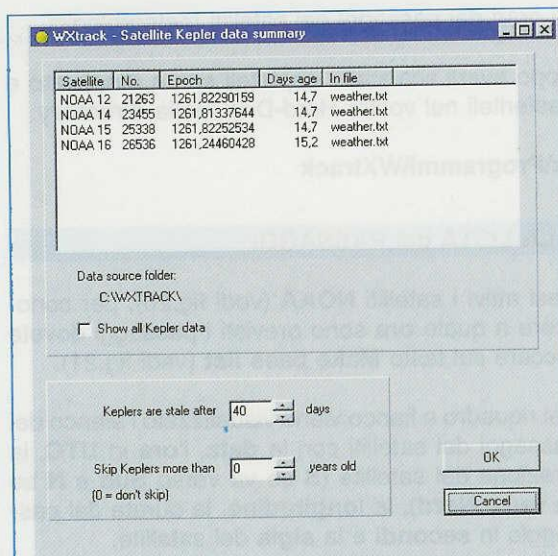 WXtrack - Satellite Kepler data summary
Satellite No. Epoch Days age In file
NOAA 12 21263 1261,82290159 14,7 weather.txt
NOAA 14 23455 1261,81337644 14,7 weather.txt
NOAA 15 25338 1261,82252534 14,7 weather.txt
NOAA 16 26536 1261,24460428 15,2 weather.txt
Data source folder:
C:\WXTRACK\
Show all Kepler data
Keplers are stale after 40 days
Skip Keplers more than 0 years old
(0 = don't skip)
OK
Cancel